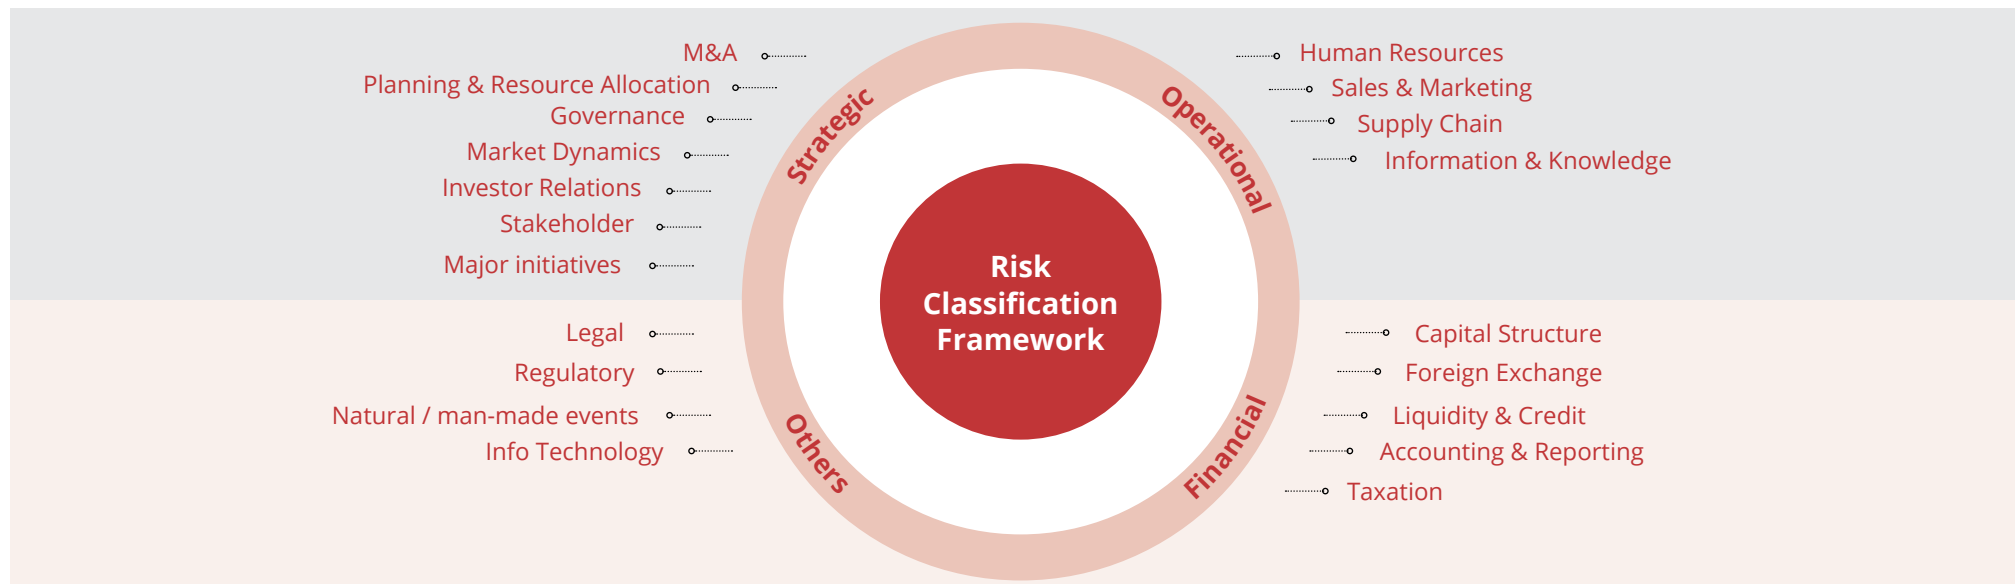 M&A
Planning & Resource Allocation
Governance
Market Dynamics
Investor Relations
Stakeholder
Major initiatives
Strategic
Operational
Human Resources
Sales & Marketing
Supply Chain
Information & Knowledge
Risk
Classification
Framework
Legal
Regulatory
Natural / man-made events
Info Technology
Others
Financial
Capital Structure
Foreign Exchange
Liquidity & Credit
Accounting & Reporting
Taxation